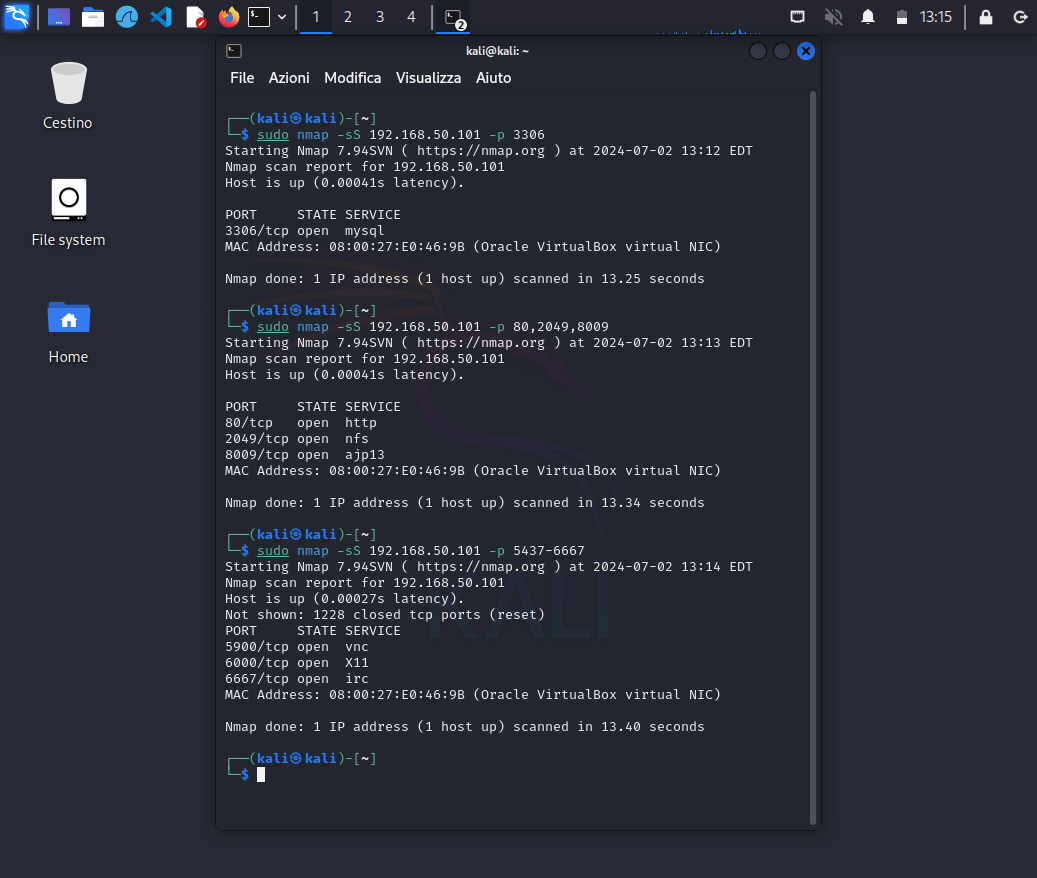 1 2 3 4 2 13:15
kali@kali: ~
File Azioni Modifica Visualizza Aiuto
Cestino
File system
Home
┌──(kali㉿kali)-[~]
└─$ sudo nmap -sS 192.168.50.101 -p 3306
Starting Nmap 7.94SVN ( https://nmap.org ) at 2024-07-02 13:12 EDT
Nmap scan report for 192.168.50.101
Host is up (0.00041s latency).
PORT     STATE SERVICE
3306/tcp open  mysql
MAC Address: 08:00:27:E0:46:9B (Oracle VirtualBox virtual NIC)
Nmap done: 1 IP address (1 host up) scanned in 13.25 seconds
┌──(kali㉿kali)-[~]
└─$ sudo nmap -sS 192.168.50.101 -p 80,2049,8009
Starting Nmap 7.94SVN ( https://nmap.org ) at 2024-07-02 13:13 EDT
Nmap scan report for 192.168.50.101
Host is up (0.00041s latency).
PORT     STATE SERVICE
80/tcp   open  http
2049/tcp open  nfs
8009/tcp open  ajp13
MAC Address: 08:00:27:E0:46:9B (Oracle VirtualBox virtual NIC)
Nmap done: 1 IP address (1 host up) scanned in 13.34 seconds
┌──(kali㉿kali)-[~]
└─$ sudo nmap -sS 192.168.50.101 -p 5437-6667
Starting Nmap 7.94SVN ( https://nmap.org ) at 2024-07-02 13:14 EDT
Nmap scan report for 192.168.50.101
Host is up (0.00027s latency).
Not shown: 1228 closed tcp ports (reset)
PORT     STATE SERVICE
5900/tcp open  vnc
6000/tcp open  X11
6667/tcp open  irc
MAC Address: 08:00:27:E0:46:9B (Oracle VirtualBox virtual NIC)
Nmap done: 1 IP address (1 host up) scanned in 13.40 seconds
┌──(kali㉿kali)-[~]
└─$
KALI